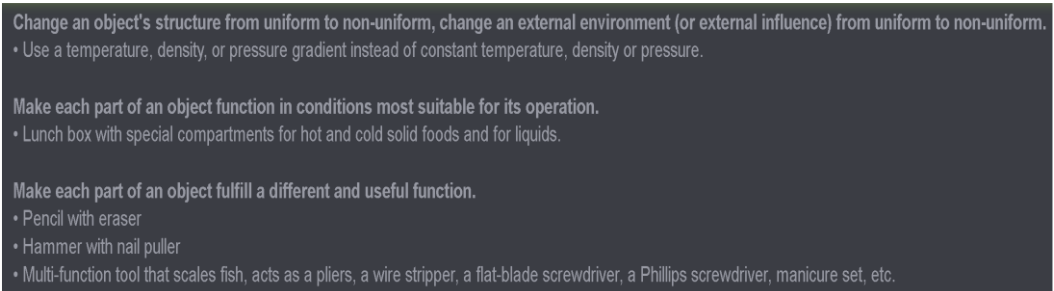 Change an object's structure from uniform to non-uniform, change an external environment (or external influence) from uniform to non-uniform.
• Use a temperature, density, or pressure gradient instead of constant temperature, density or pressure.
Make each part of an object function in conditions most suitable for its operation.
• Lunch box with special compartments for hot and cold solid foods and for liquids.
Make each part of an object fulfill a different and useful function.
• Pencil with eraser
• Hammer with nail puller
• Multi-function tool that scales fish, acts as a pliers, a wire stripper, a flat-blade screwdriver, a Phillips screwdriver, manicure set, etc.